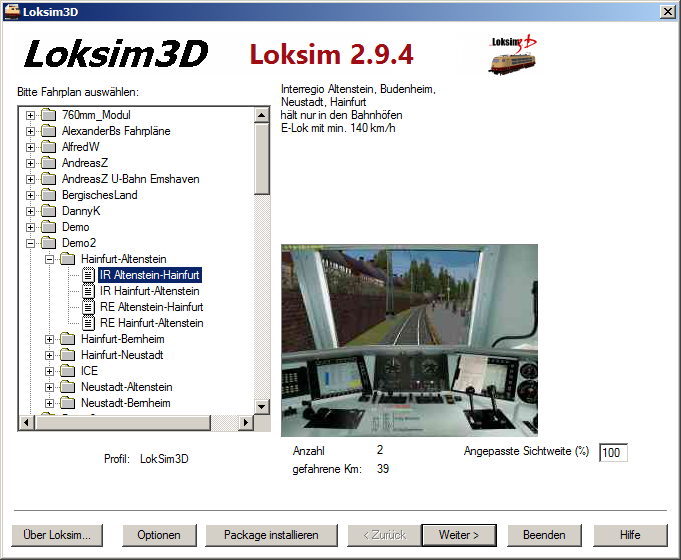 Loksim3D
Loksim3D
Loksim 2.9.4
Loksim3D
Bitte Fahrplan auswählen:
760mm_Modul
AlexanderBs Fahrpläne
AlfredW
AndreasZ
AndreasZ U-Bahn Emshaven
BergischesLand
DannyK
Demo
Demo2
Hainfurt-Altenstein
IR Altenstein-Hainfurt
IR Hainfurt-Altenstein
RE Altenstein-Hainfurt
RE Hainfurt-Altenstein
Hainfurt-Bernheim
Hainfurt-Neustadt
ICE
Neustadt-Altenstein
Neustadt-Bernheim
Interregio Altenstein, Budenheim,
Neustadt, Hainfurt
hält nur in den Bahnhöfen
E-Lok mit min. 140 km/h
Profil: LokSim3D
Anzahl 2
gefahrene Km: 39
Angepasste Sichtweite (%) 100
Über Loksim...
Optionen
Package installieren
< Zurück
Weiter >
Beenden
Hilfe